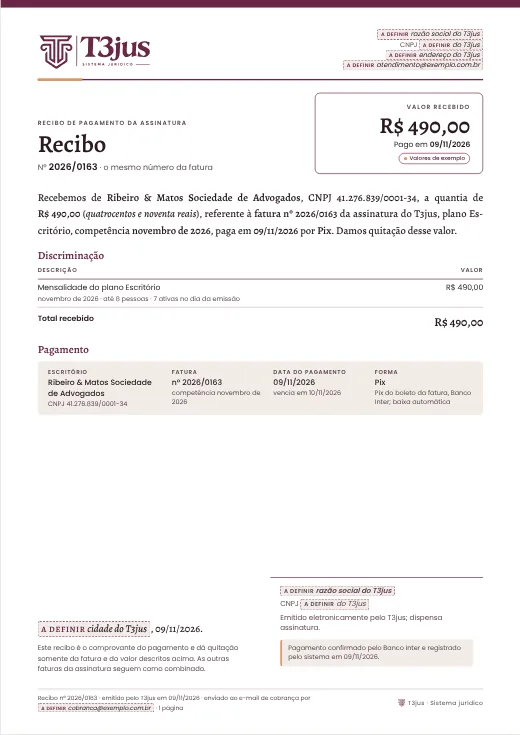 T3jus
SISTEMA JURÍDICO
A DEFINIR razão social do T3jus
CNPJ A DEFINIR do T3jus
A DEFINIR endereço do T3jus
A DEFINIR atendimento@exemplo.com.br
RECIBO DE PAGAMENTO DA ASSINATURA
Recibo
Nº 2026/0163 · o mesmo número da fatura
VALOR RECEBIDO
R$ 490,00
Pago em 09/11/2026
Valores de exemplo
Recebemos de Ribeiro & Matos Sociedade de Advogados, CNPJ 41.276.839/0001-34, a quantia de
R$ 490,00 (quatrocentos e noventa reais), referente à fatura nº 2026/0163 da assinatura do T3jus, plano Es-
critório, competência novembro de 2026, paga em 09/11/2026 por Pix. Damos quitação desse valor.
Discriminação
DESCRIÇÃO VALOR
Mensalidade do plano Escritório R$ 490,00
novembro de 2026 · até 8 pessoas · 7 ativas no dia da emissão
Total recebido R$ 490,00
Pagamento
ESCRITÓRIO
Ribeiro & Matos Sociedade
de Advogados
CNPJ 41.276.839/0001-34
FATURA
nº 2026/0163
competência novembro de
2026
DATA DO PAGAMENTO
09/11/2026
vencia em 10/11/2026
FORMA
Pix
Pix do boleto da fatura, Banco
Inter; baixa automática
A DEFINIR cidade do T3jus , 09/11/2026.
Este recibo é o comprovante do pagamento e dá quitação
somente da fatura e do valor descritos acima. As outras
faturas da assinatura seguem como combinado.
A DEFINIR razão social do T3jus
CNPJ A DEFINIR do T3jus
Emitido eletronicamente pelo T3jus; dispensa
assinatura.
Pagamento confirmado pelo Banco Inter e registrado
pelo sistema em 09/11/2026.
Recibo nº 2026/0163 · emitido pelo T3jus em 09/11/2026 · enviado ao e-mail de cobrança por
A DEFINIR cobranca@exemplo.com.br · 1 página
T3jus · Sistema jurídico